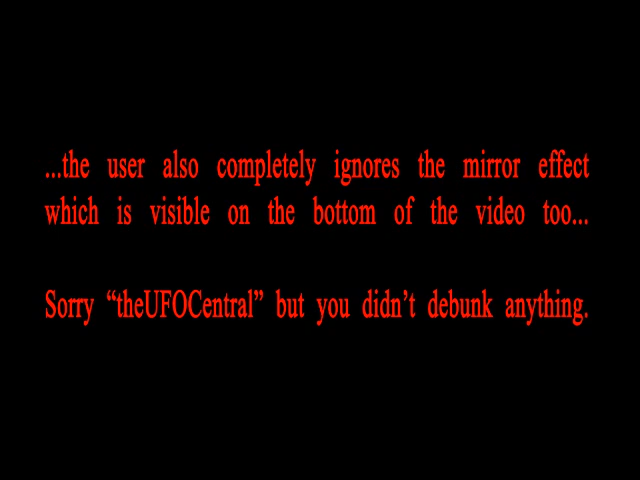 ...the user also completely ignores the mirror effect
which is visible on the bottom of the video too...
Sorry “theUFOCentral” but you didn’t debunk anything.